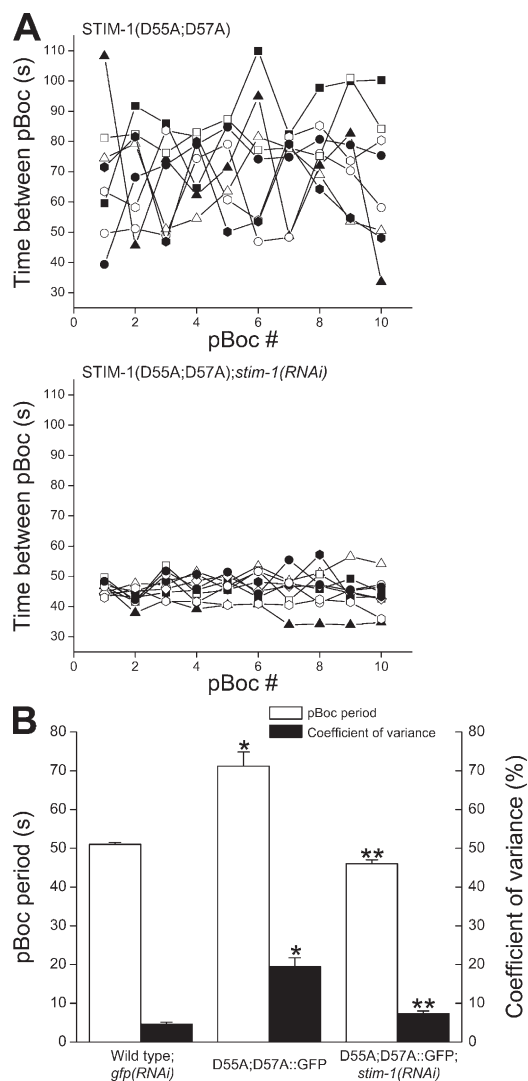 A
STIM-1(D55A;D57A)
Time between pBoc (s)
110
100
90
80
70
60
50
40
30
0 2 4 6 8 10
pBoc #
STIM-1(D55A;D57A);stim-1(RNAi)
Time between pBoc (s)
110
100
90
80
70
60
50
40
30
0 2 4 6 8 10
pBoc #
B
pBoc period
Coefficient of variance
pBoc period (s)
80
70
60
50
40
30
20
10
0
* * ** **
80
70
60
50
40
30
20
10
0
Coefficient of variance (%)
Wild type;
gfp(RNAi)
D55A;D57A::GFP
D55A;D57A::GFP;
stim-1(RNAi)